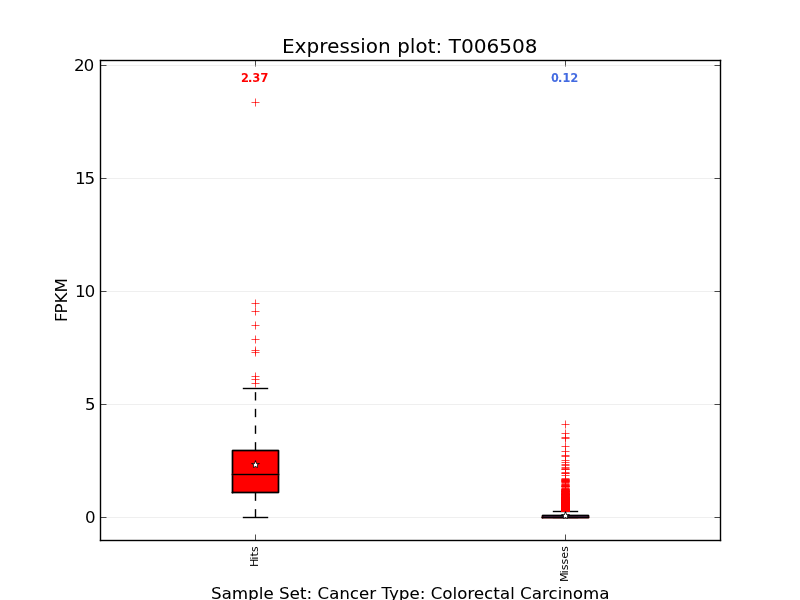 Expression plot: T006508
20
2.37
0.12
15
10
FPKM
5
0
Hits
Misses
Sample Set: Cancer Type: Colorectal Carcinoma